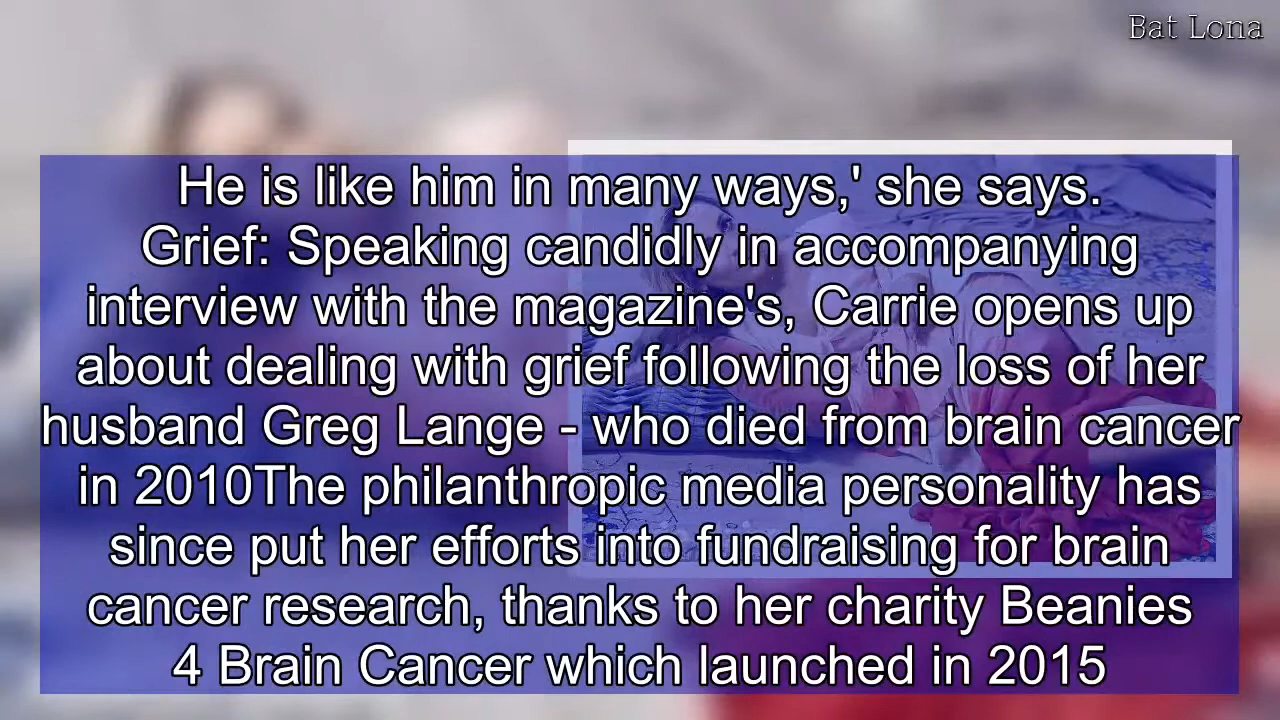 Bat Lona
He is like him in many ways,' she says.
Grief: Speaking candidly in accompanying
interview with the magazine's, Carrie opens up
about dealing with grief following the loss of her
husband Greg Lange - who died from brain cancer
in 2010The philanthropic media personality has
since put her efforts into fundraising for brain
cancer research, thanks to her charity Beanies
4 Brain Cancer which launched in 2015